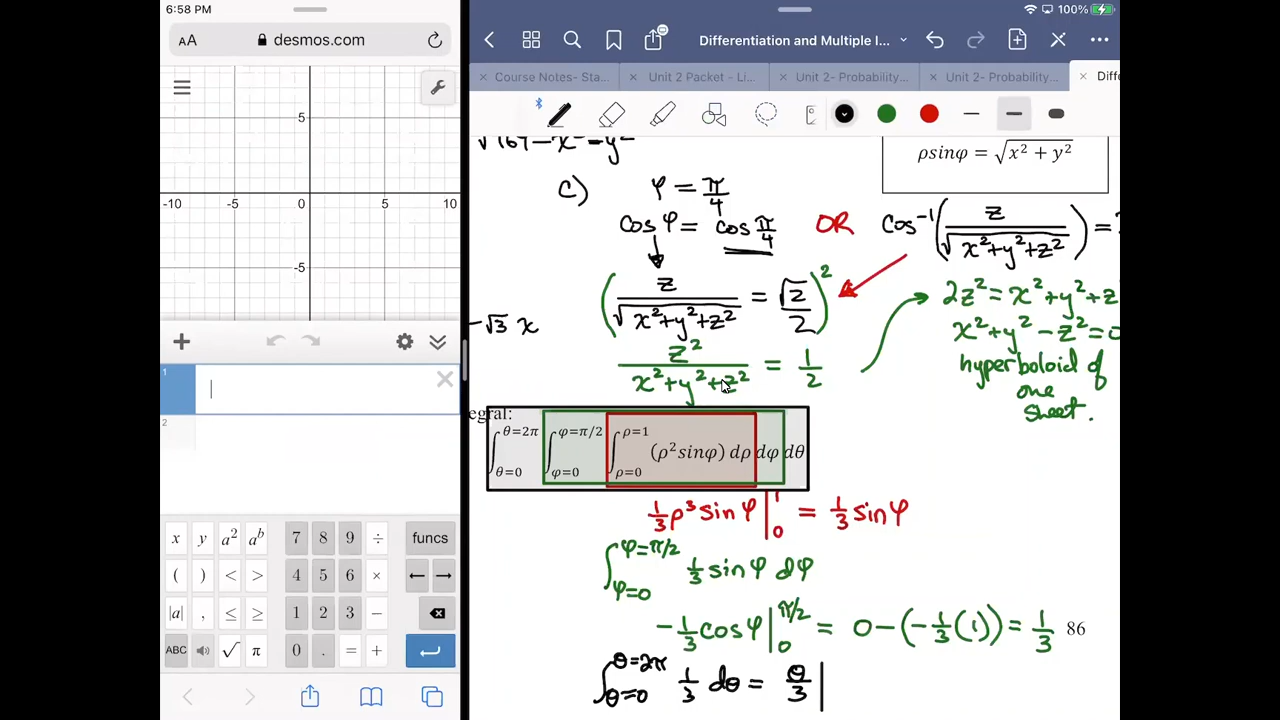 6:58 PM
100%
AA desmos.com
Differentiation and Multiple I...
Course Notes- Sta...
Unit 2 Packet - Li...
Unit 2- Probability...
Unit 2- Probability...
Diffe
5
-10 -5 0 5 10
-5
1
2
x y a² aᵇ 7 8 9 ÷ funcs
( ) < > 4 5 6 × ← →
|a| , ≤ ≥ 1 2 3 −
ABC √ π 0 . = +
ρsinφ = √x² + y²
c) φ = π/4
cos φ = cos π/4 OR cos⁻¹(z/√x²+y²+z²) =
(z/√x²+y²+z² = √2/2)²
2z² = x²+y²+z
-√3 x
x²+y²-z²=0
z²/x²+y²+z² = 1/2
hyperboloid of
one
sheet.
egral:
∫θ=0^θ=2π ∫φ=0^φ=π/2 ∫ρ=0^ρ=1 (ρ²sinφ) dρ dφ dθ
1/3 ρ³ sin φ |₀¹ = 1/3 sin φ
∫φ=0^φ=π/2 1/3 sin φ dφ
-1/3 cos φ |₀^π/2 = 0 - (-1/3(1)) = 1/3
86
∫θ=0^θ=2π 1/3 dθ = θ/3 |